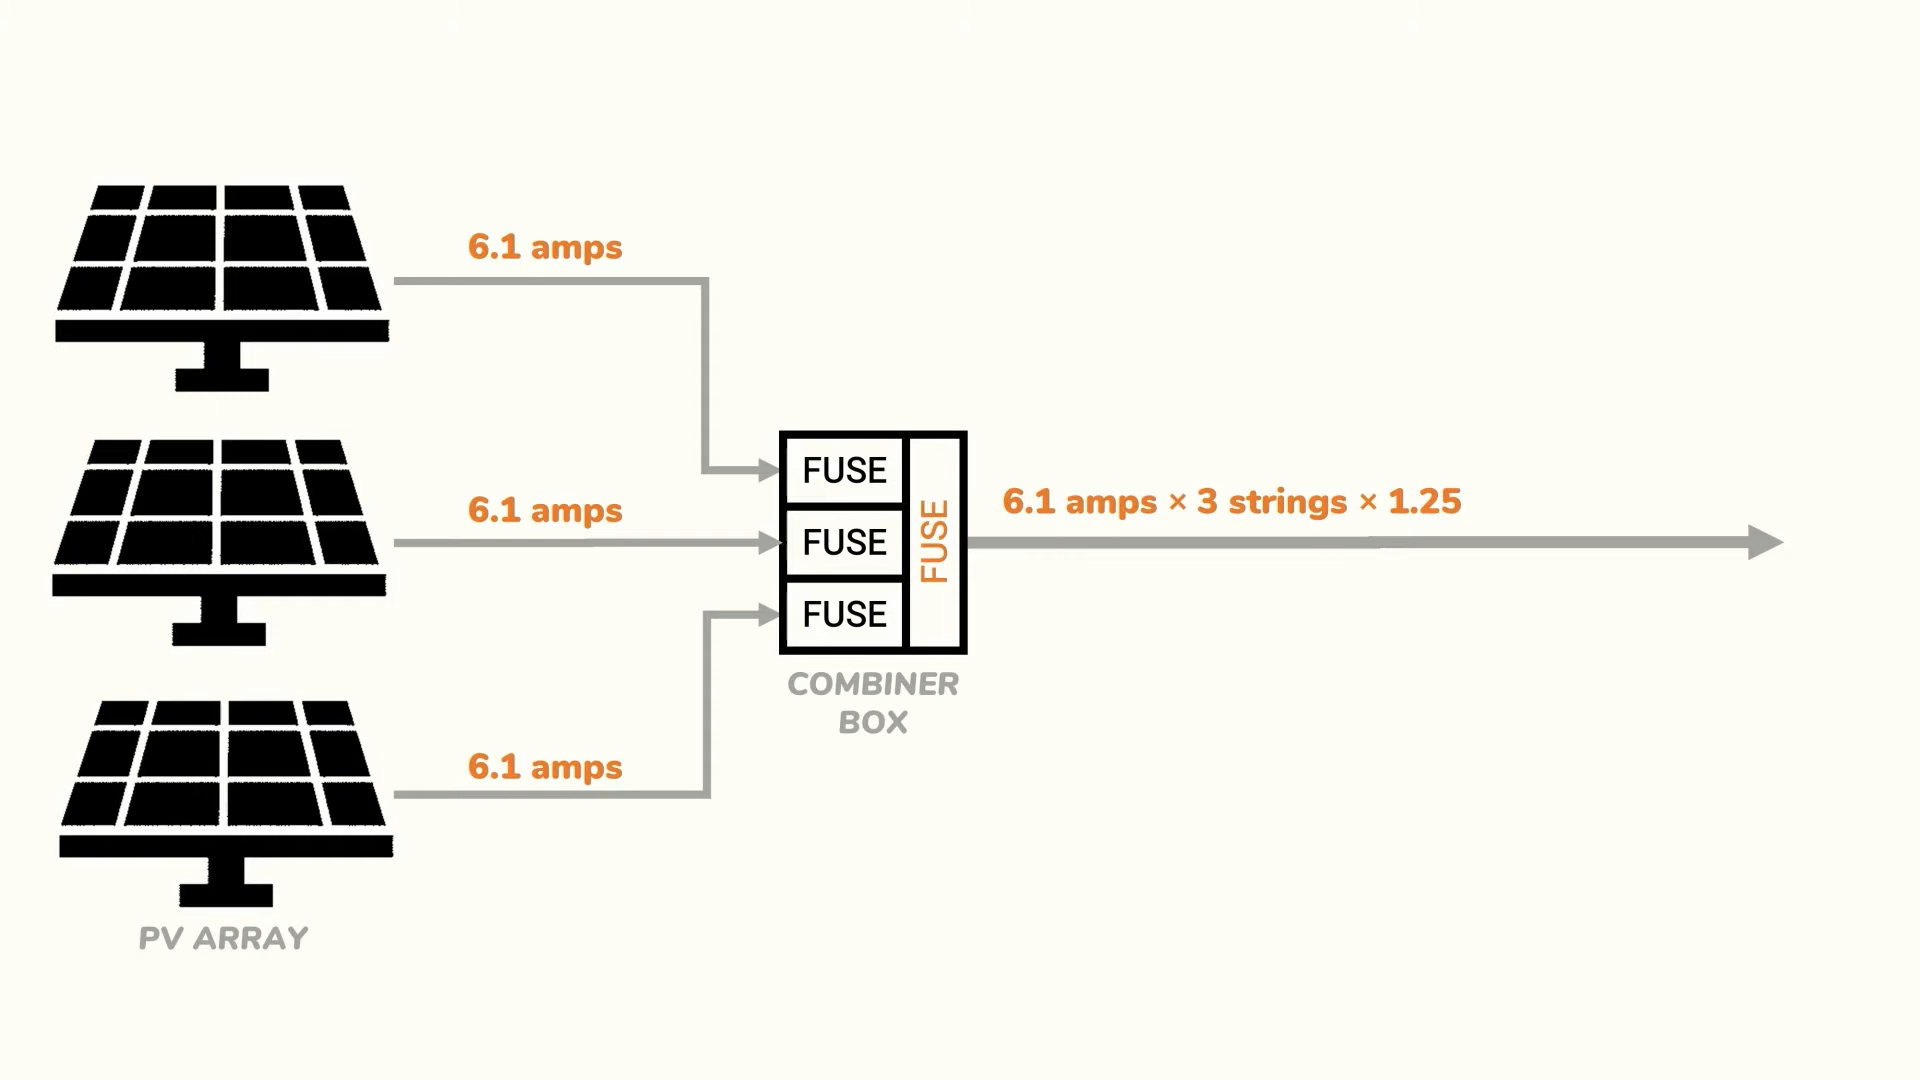 6.1 amps
6.1 amps
6.1 amps
PV ARRAY
FUSE
FUSE
FUSE
FUSE
COMBINER
BOX
6.1 amps × 3 strings × 1.25